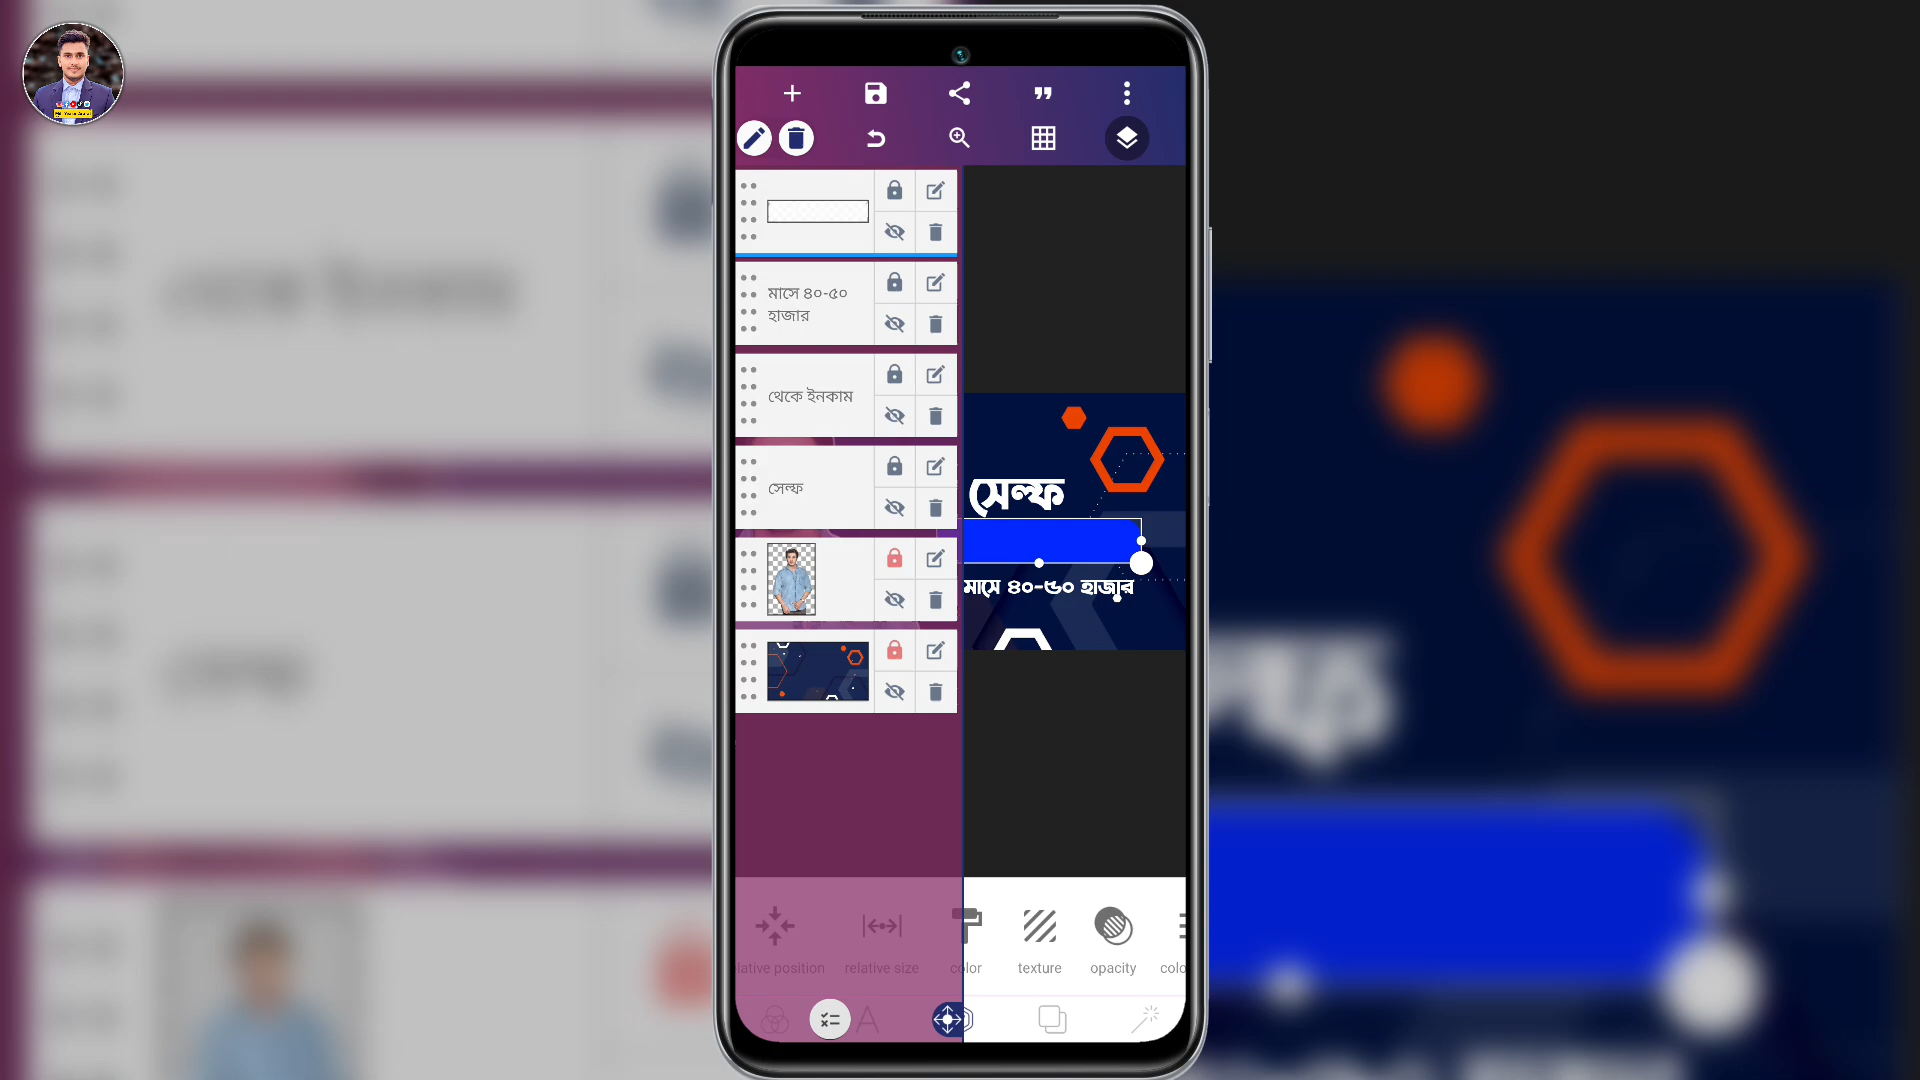 মাসে ৪০-৫০
হাজার
থেকে ইনকাম
সেল্ফ
সেল্ফ
মাসে ৪০-৫০ হাজার
lative position
relative size
color
texture
opacity
colo